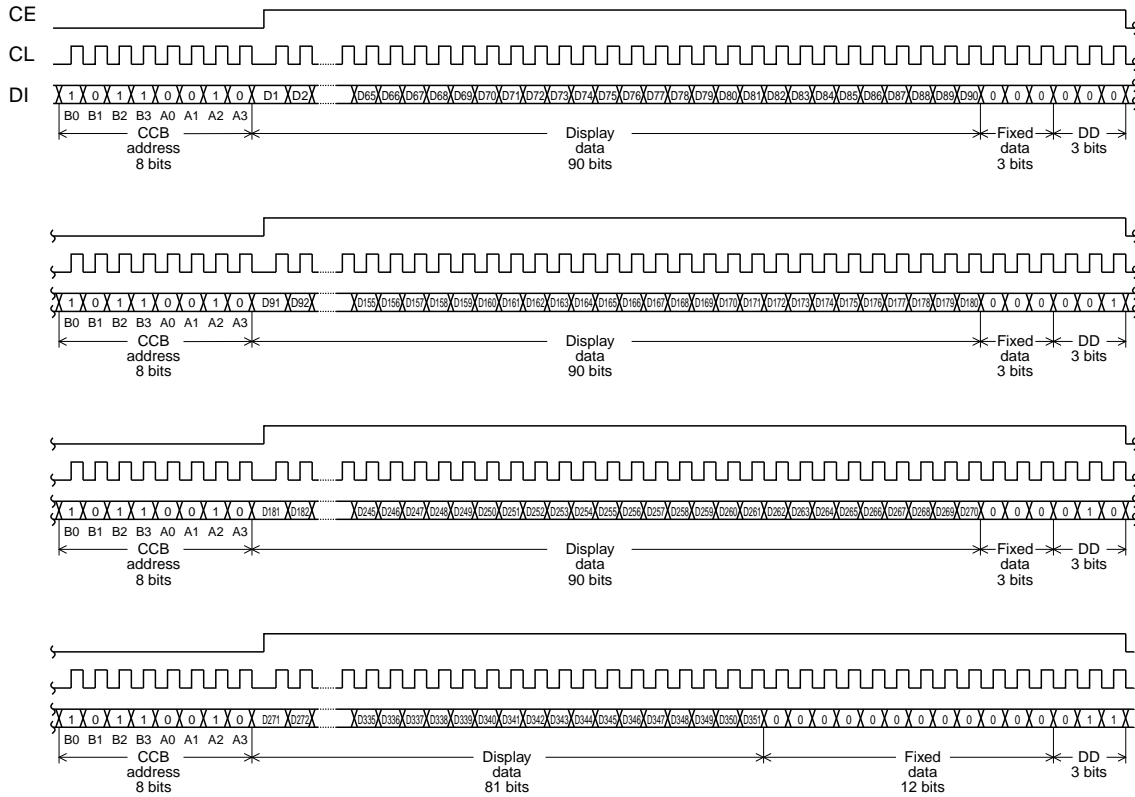 CE
CL
DI 1 0 1 1 0 0 1 0 D1 D2 D65 D66 D67 D68 D69 D70 D71 D72 D73 D74 D75 D76 D77 D78 D79 D80 D81 D82 D83 D84 D85 D86 D87 D88 D89 D90 0 0 0 0 0 0
B0 B1 B2 B3 A0 A1 A2 A3
CCB address 8 bits
Display data 90 bits
Fixed data 3 bits
DD 3 bits
1 0 1 1 0 0 1 0 D91 D92 D155 D156 D157 D158 D159 D160 D161 D162 D163 D164 D165 D166 D167 D168 D169 D170 D171 D172 D173 D174 D175 D176 D177 D178 D179 D180 0 0 0 0 0 1
B0 B1 B2 B3 A0 A1 A2 A3
CCB address 8 bits
Display data 90 bits
Fixed data 3 bits
DD 3 bits
1 0 1 1 0 0 1 0 D181 D182 D245 D246 D247 D248 D249 D250 D251 D252 D253 D254 D255 D256 D257 D258 D259 D260 D261 D262 D263 D264 D265 D266 D267 D268 D269 D270 0 0 0 0 1 0
B0 B1 B2 B3 A0 A1 A2 A3
CCB address 8 bits
Display data 90 bits
Fixed data 3 bits
DD 3 bits
1 0 1 1 0 0 1 0 D271 D272 D335 D336 D337 D338 D339 D340 D341 D342 D343 D344 D345 D346 D347 D348 D349 D350 D351 0 0 0 0 0 0 0 0 0 0 0 0 0 1 1
B0 B1 B2 B3 A0 A1 A2 A3
CCB address 8 bits
Display data 81 bits
Fixed data 12 bits
DD 3 bits